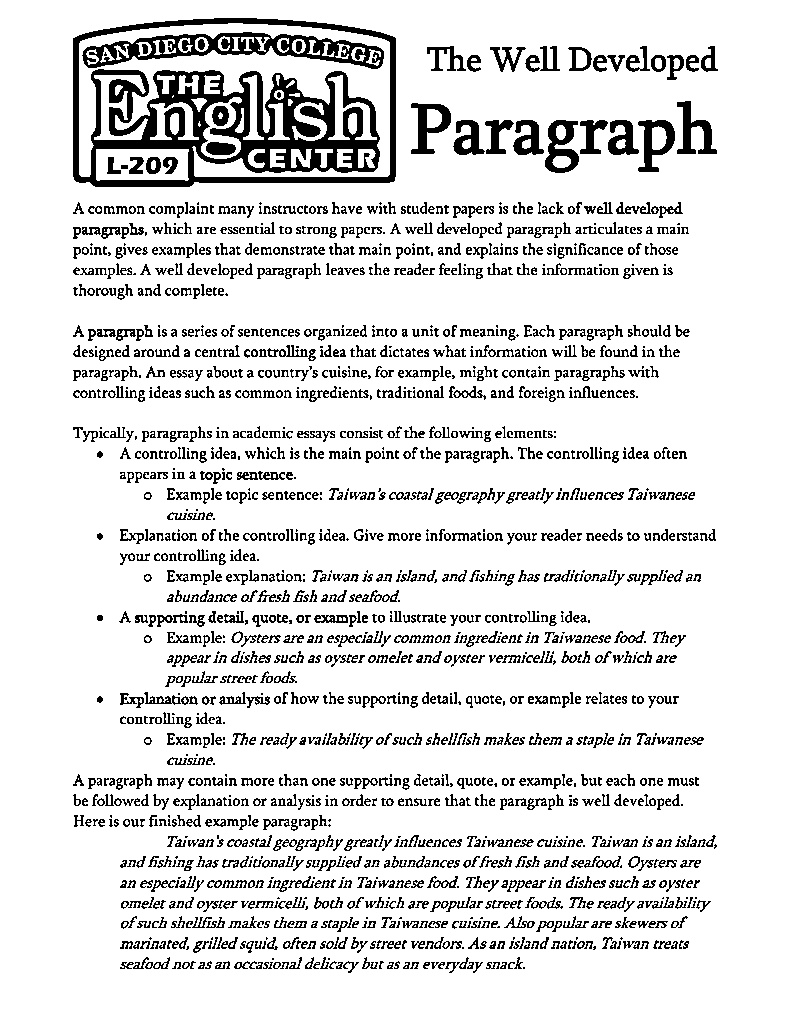 SAN DIEGO CITY COLLEGE
THE
English
CENTER
L-209
The Well Developed
Paragraph
A common complaint many instructors have with student papers is the lack of well developed
paragraphs, which are essential to strong papers. A well developed paragraph articulates a main
point, gives examples that demonstrate that main point, and explains the significance of those
examples. A well developed paragraph leaves the reader feeling that the information given is
thorough and complete.
A paragraph is a series of sentences organized into a unit of meaning. Each paragraph should be
designed around a central controlling idea that dictates what information will be found in the
paragraph. An essay about a country's cuisine, for example, might contain paragraphs with
controlling ideas such as common ingredients, traditional foods, and foreign influences.
Typically, paragraphs in academic essays consist of the following elements:
• A controlling idea, which is the main point of the paragraph. The controlling idea often
appears in a topic sentence.
o Example topic sentence: Taiwan's coastal geography greatly influences Taiwanese
cuisine.
• Explanation of the controlling idea. Give more information your reader needs to understand
your controlling idea.
o Example explanation: Taiwan is an island, and fishing has traditionally supplied an
abundance of fresh fish and seafood.
• A supporting detail, quote, or example to illustrate your controlling idea.
o Example: Oysters are an especially common ingredient in Taiwanese food. They
appear in dishes such as oyster omelet and oyster vermicelli, both of which are
popular street foods.
• Explanation or analysis of how the supporting detail, quote, or example relates to your
controlling idea.
o Example: The ready availability of such shellfish makes them a staple in Taiwanese
cuisine.
A paragraph may contain more than one supporting detail, quote, or example, but each one must
be followed by explanation or analysis in order to ensure that the paragraph is well developed.
Here is our finished example paragraph:
Taiwan's coastal geography greatly influences Taiwanese cuisine. Taiwan is an island,
and fishing has traditionally supplied an abundances of fresh fish and seafood. Oysters are
an especially common ingredient in Taiwanese food. They appear in dishes such as oyster
omelet and oyster vermicelli, both of which are popular street foods. The ready availability
of such shellfish makes them a staple in Taiwanese cuisine. Also popular are skewers of
marinated, grilled squid, often sold by street vendors. As an island nation, Taiwan treats
seafood not as an occasional delicacy but as an everyday snack.